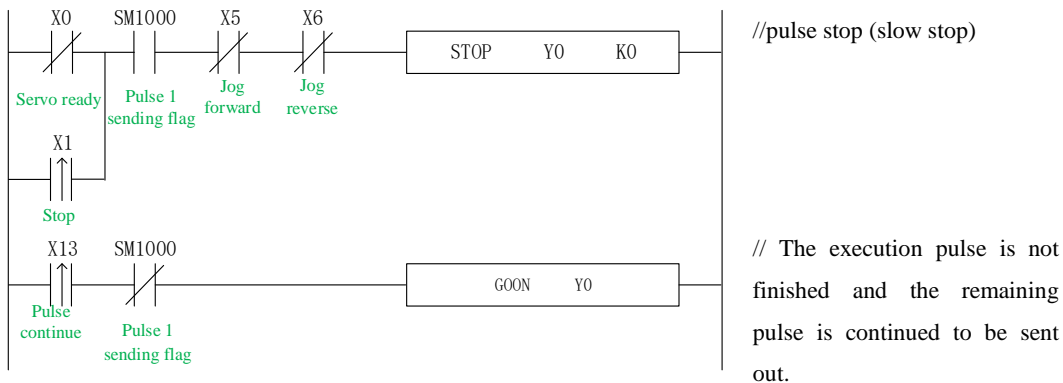 X0 SM1000 X5 X6 //pulse stop (slow stop)
STOP Y0 K0
Servo ready Pulse 1 sending flag Jog forward Jog reverse
X1
Stop
X13 SM1000 // The execution pulse is not
GOON Y0 finished and the remaining
Pulse continue Pulse 1 sending flag pulse is continued to be sent
out.